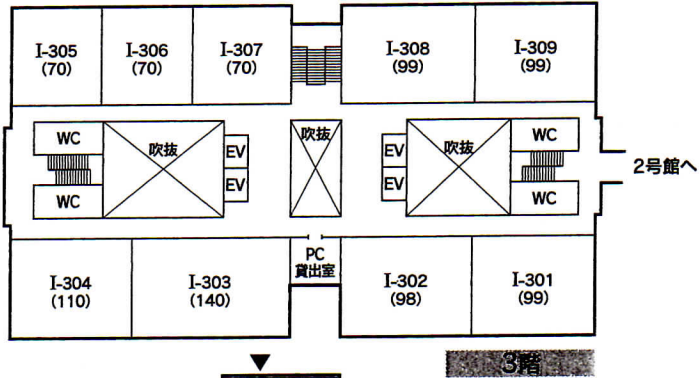 I-305
(70)
I-306
(70)
I-307
(70)
I-308
(99)
I-309
(99)
WC
吹抜
EV
吹抜
EV
吹抜
WC
WC
EV
EV
WC
2号館へ
I-304
(110)
I-303
(140)
PC
貸出室
I-302
(98)
I-301
(99)
3階